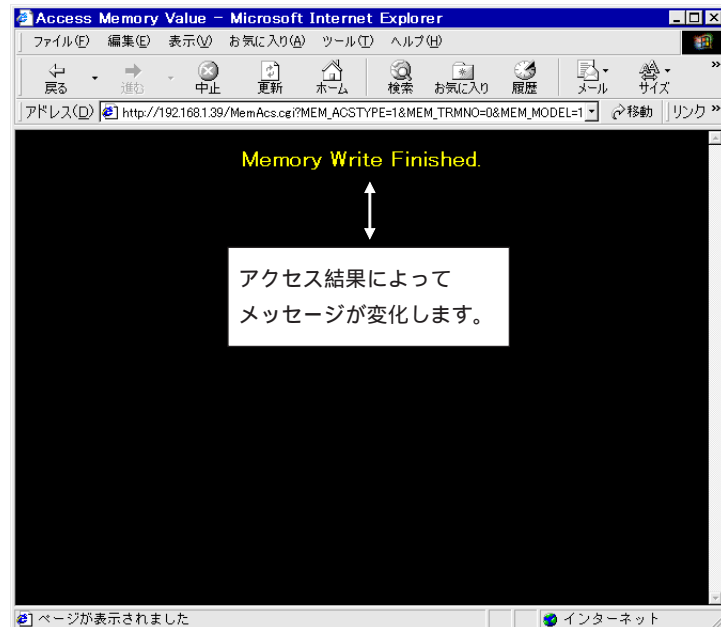 Access Memory Value - Microsoft Internet Explorer
ファイル(F) 編集(E) 表示(V) お気に入り(A) ツール(T) ヘルプ(H)
戻る 進む 中止 更新 ホーム 検索 お気に入り 履歴 メール サイズ »
アドレス(D) http://192.168.1.39/MemAcs.cgi?MEM_ACSTYPE=1&MEM_TRMNO=0&MEM_MODEL=1 移動 リンク »
Memory Write Finished.
アクセス結果によって
メッセージが変化します。
ページが表示されました インターネット